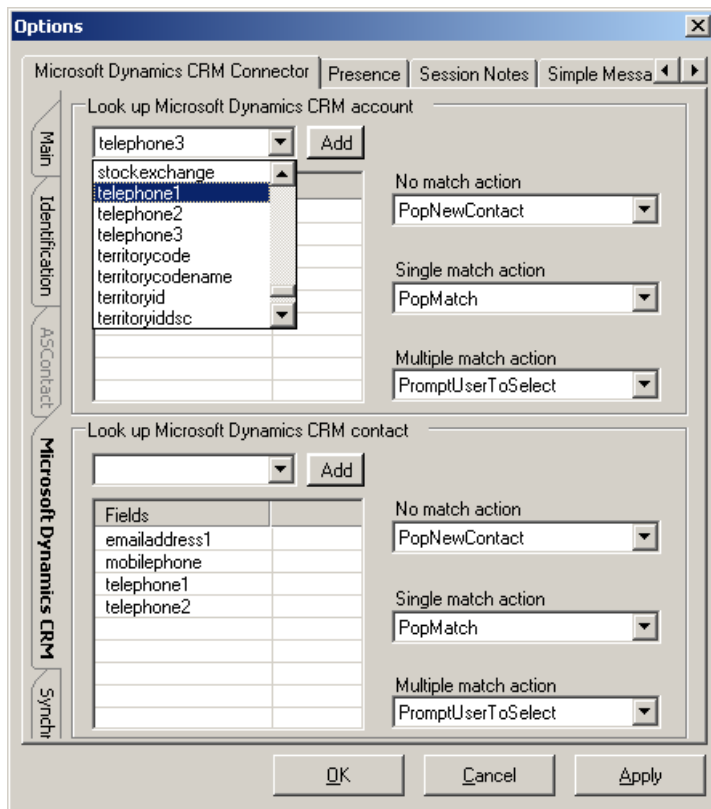 Options
Microsoft Dynamics CRM Connector
Presence
Session Notes
Simple Messa
Main
Identification
ASContact
Microsoft Dynamics CRM
Synchr
Look up Microsoft Dynamics CRM account
telephone3
Add
stockexchange
telephone1
telephone2
telephone3
territorycode
territorycodename
territoryid
territoryiddsc
No match action
PopNewContact
Single match action
PopMatch
Multiple match action
PromptUserToSelect
Look up Microsoft Dynamics CRM contact
Add
Fields
emailaddress1
mobilephone
telephone1
telephone2
No match action
PopNewContact
Single match action
PopMatch
Multiple match action
PromptUserToSelect
OK
Cancel
Apply